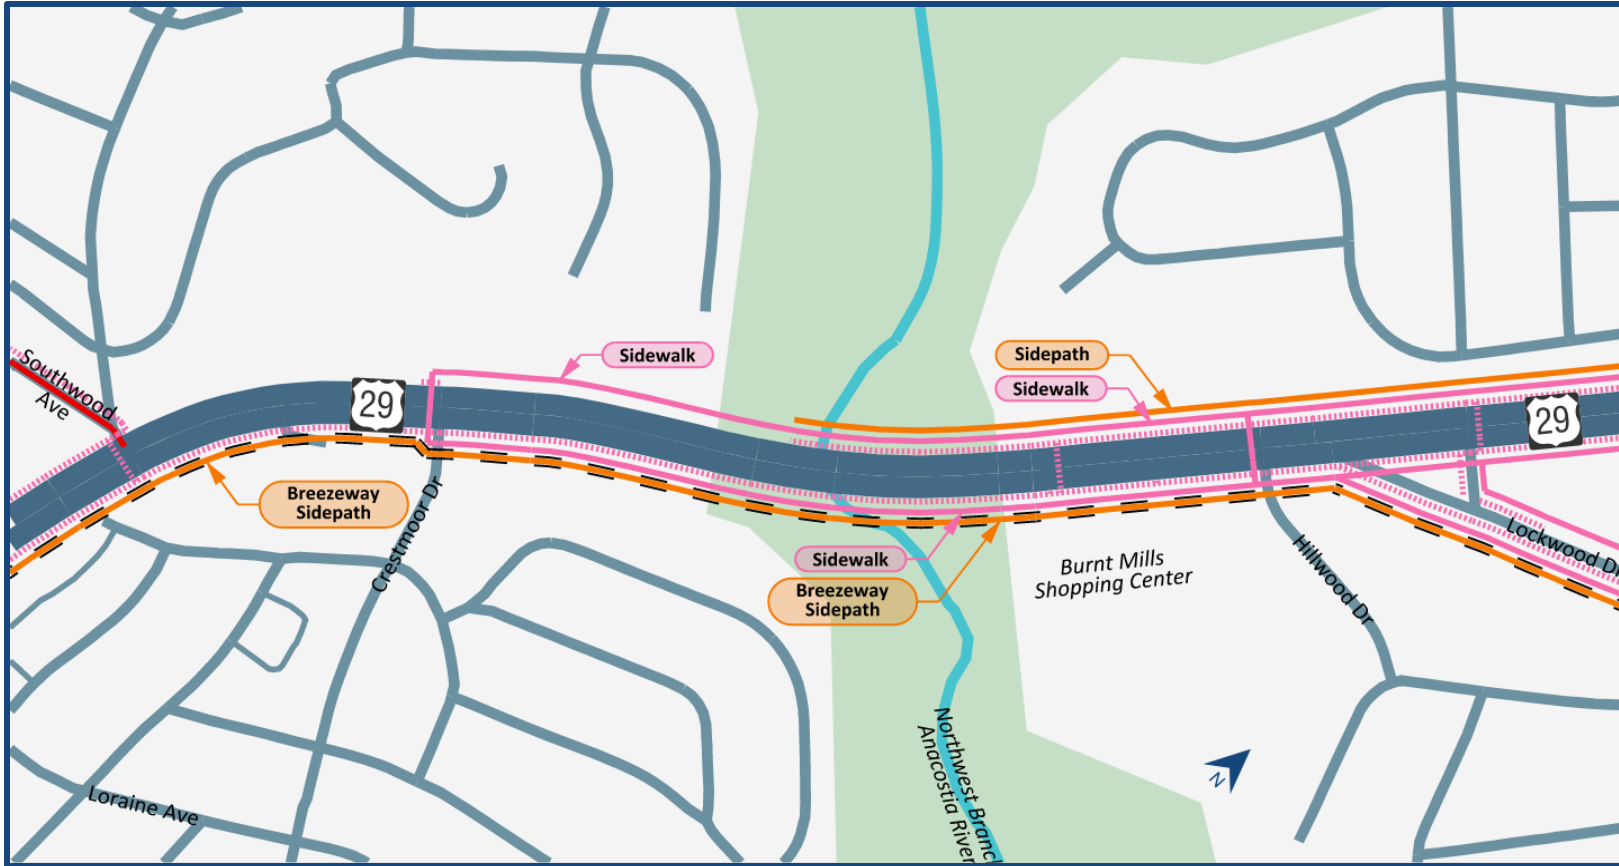 Southwood
Ave
29
Sidewalk
Sidepath
Sidewalk
29
Breezeway
Sidepath
Crestmoor Dr
Sidewalk
Breezeway
Sidepath
Burnt Mills
Shopping Center
Hillwood Dr
Lockwood Dr
Northwest Branch
Anacostia River
Loraine Ave
N